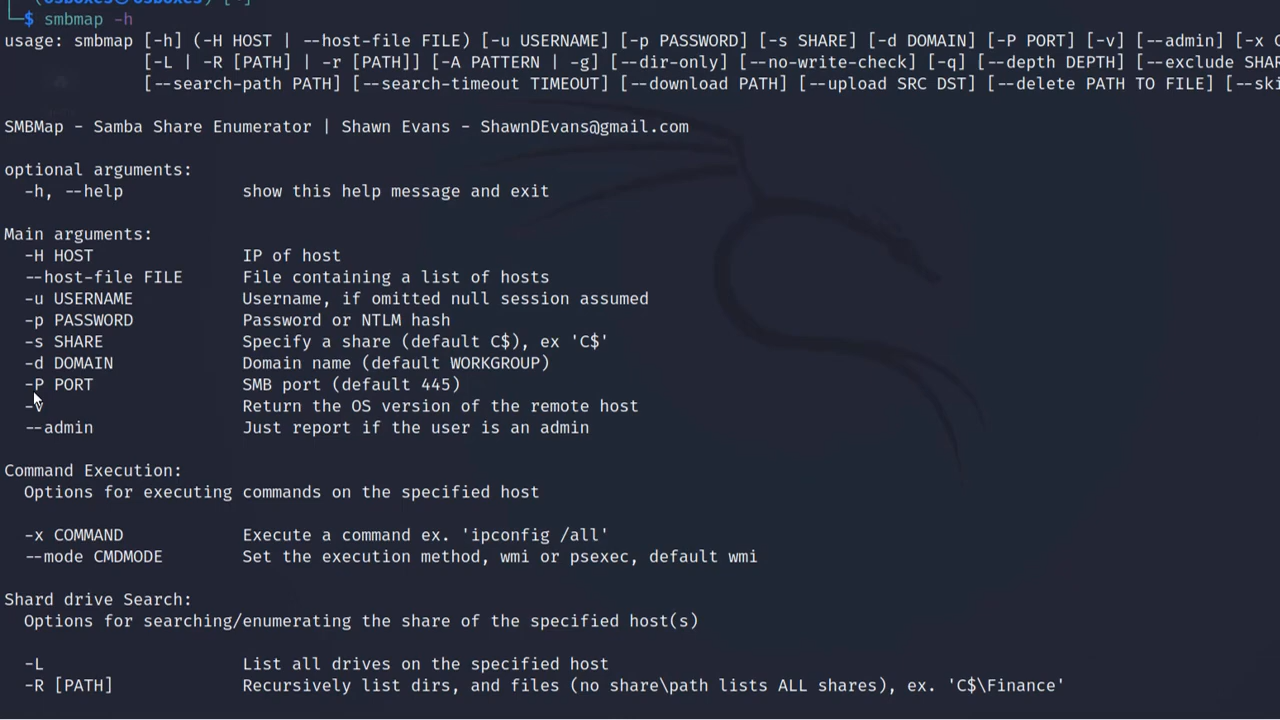 └─$ smbmap -h
usage: smbmap [-h] (-H HOST | --host-file FILE) [-u USERNAME] [-p PASSWORD] [-s SHARE] [-d DOMAIN] [-P PORT] [-v] [--admin] [-x
[-L | -R [PATH] | -r [PATH]] [-A PATTERN | -g] [--dir-only] [--no-write-check] [-q] [--depth DEPTH] [--exclude SHAR
[--search-path PATH] [--search-timeout TIMEOUT] [--download PATH] [--upload SRC DST] [--delete PATH TO FILE] [--ski
SMBMap - Samba Share Enumerator | Shawn Evans - ShawnDEvans@gmail.com
optional arguments:
-h, --help show this help message and exit
Main arguments:
-H HOST IP of host
--host-file FILE File containing a list of hosts
-u USERNAME Username, if omitted null session assumed
-p PASSWORD Password or NTLM hash
-s SHARE Specify a share (default C$), ex 'C$'
-d DOMAIN Domain name (default WORKGROUP)
-P PORT SMB port (default 445)
-v Return the OS version of the remote host
--admin Just report if the user is an admin
Command Execution:
Options for executing commands on the specified host
-x COMMAND Execute a command ex. 'ipconfig /all'
--mode CMDMODE Set the execution method, wmi or psexec, default wmi
Shard drive Search:
Options for searching/enumerating the share of the specified host(s)
-L List all drives on the specified host
-R [PATH] Recursively list dirs, and files (no share\path lists ALL shares), ex. 'C$\Finance'